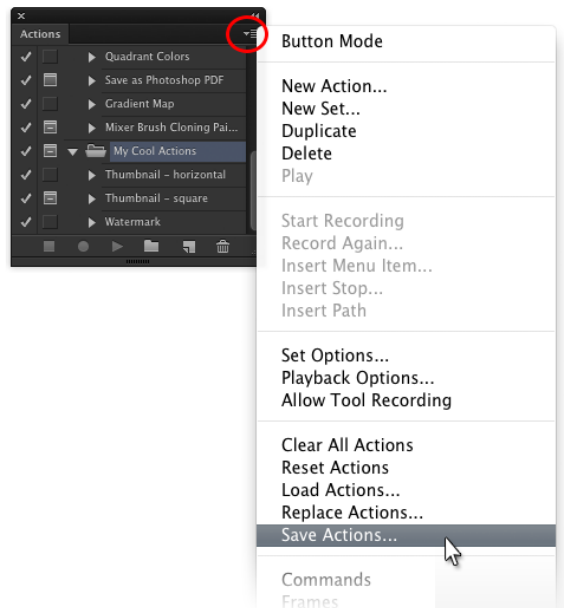 Actions
Quadrant Colors
Save as Photoshop PDF
Gradient Map
Mixer Brush Cloning Pai...
My Cool Actions
Thumbnail – horizontal
Thumbnail – square
Watermark
Button Mode
New Action...
New Set...
Duplicate
Delete
Play
Start Recording
Record Again...
Insert Menu Item...
Insert Stop...
Insert Path
Set Options...
Playback Options...
Allow Tool Recording
Clear All Actions
Reset Actions
Load Actions...
Replace Actions...
Save Actions...
Commands
Frames